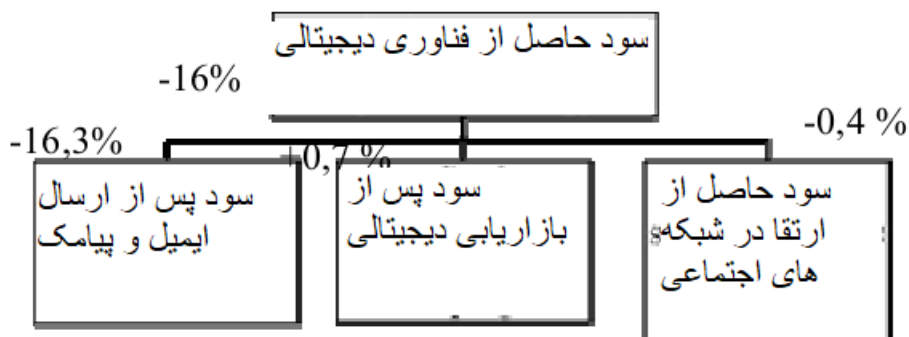 سود حاصل از فناوری دیجیتالی
-16%
-0,4 %
-16,3%
+0,7 %
سود حاصل از
ارتقا در شبکه
های اجتماعی
سود پس از
بازاریابی دیجیتالی
سود پس از ارسال
ایمیل و پیامک